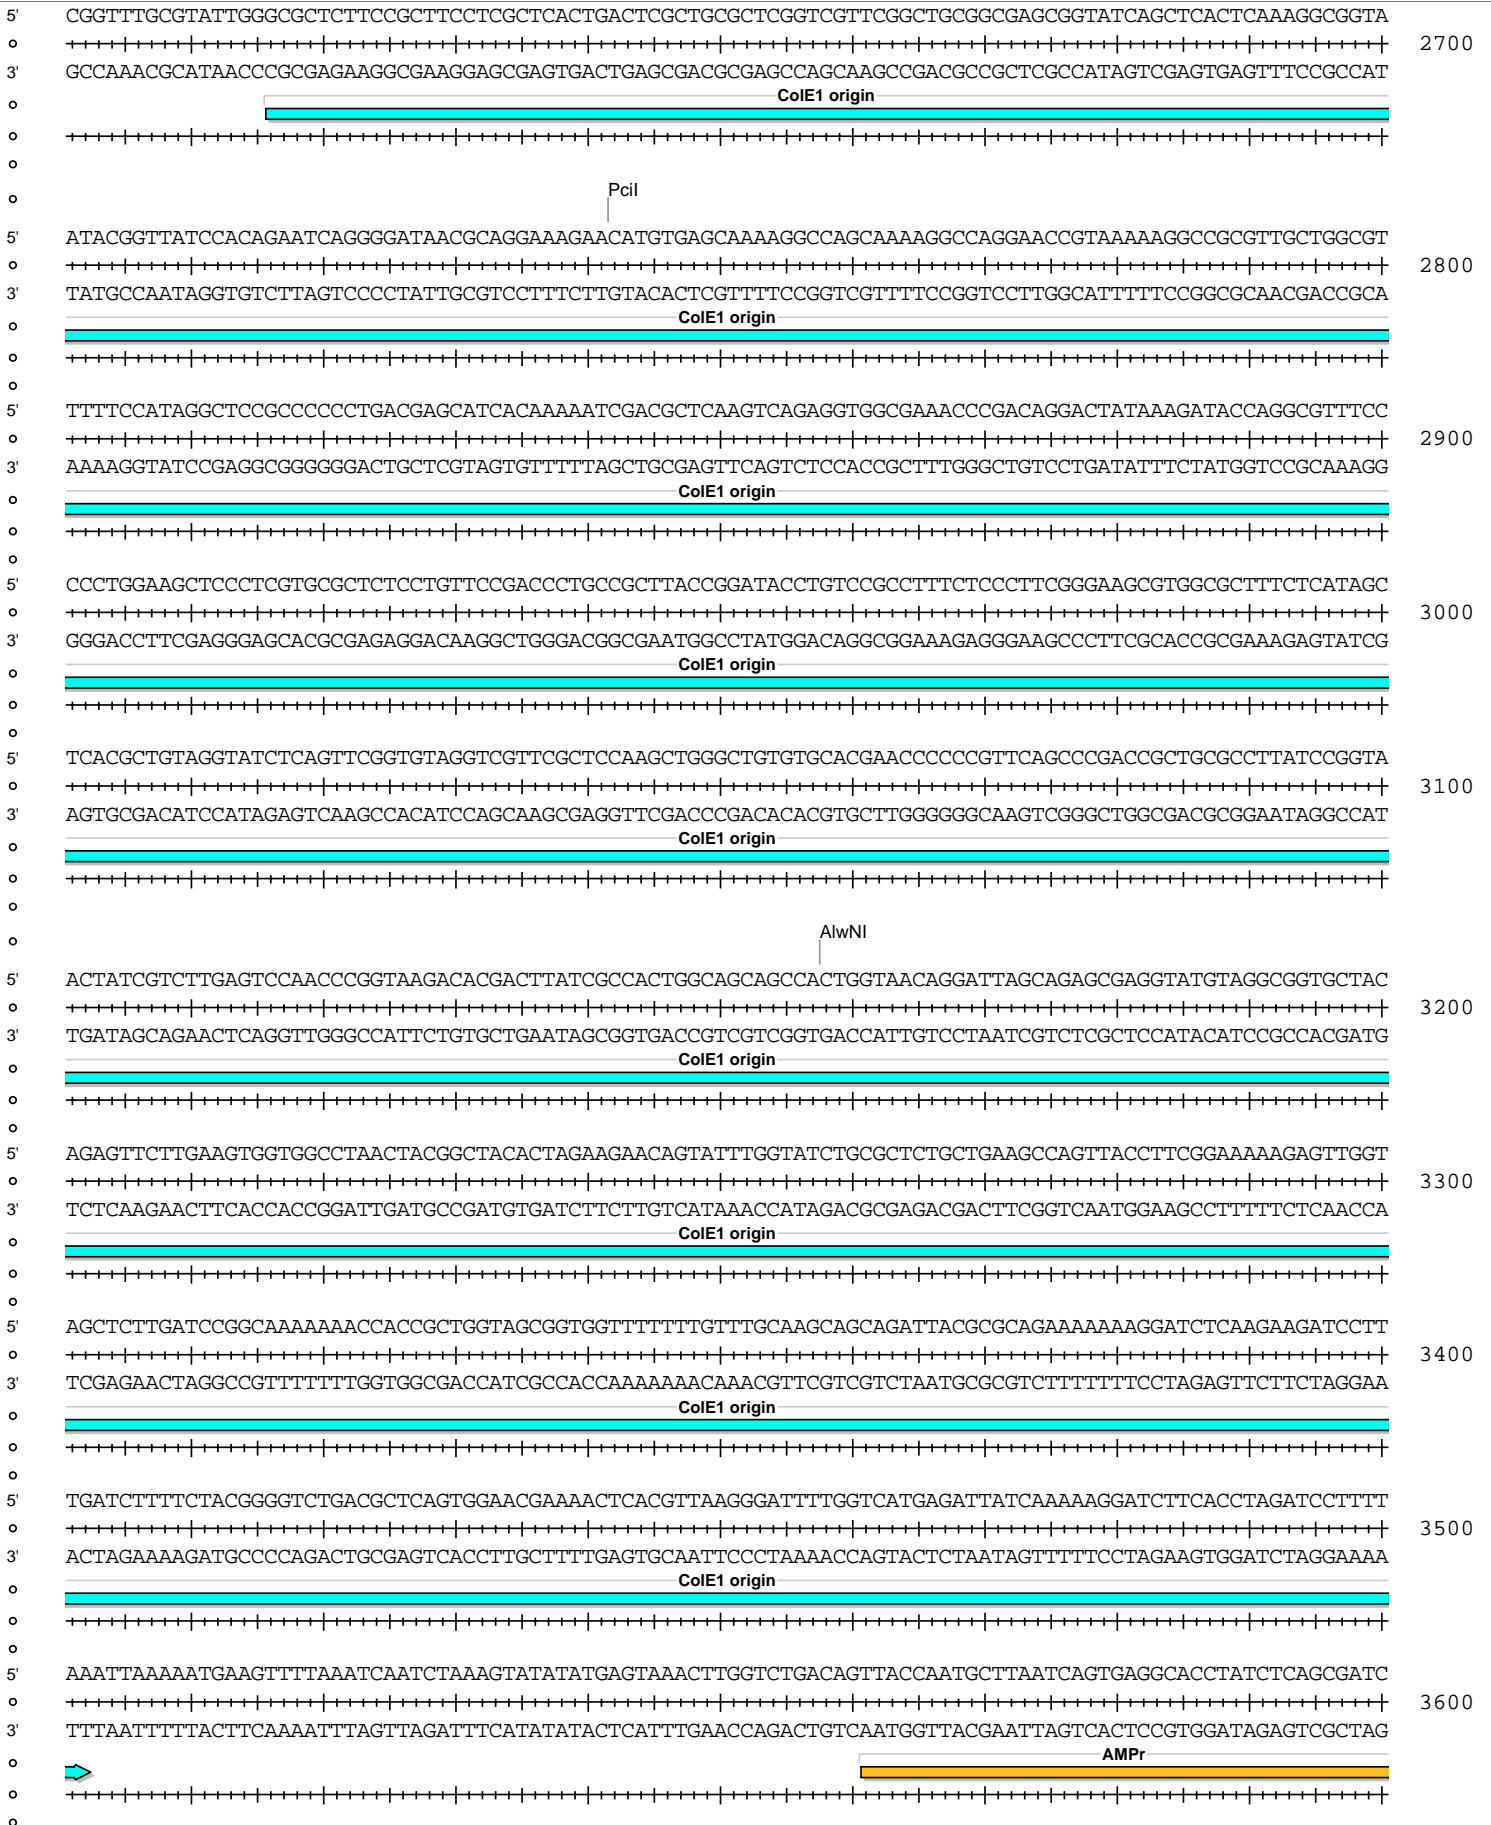 5' CGGTTTGCGTATTGGGCGCTCTTCCGCTTCCTCGCTCACTGACTCGCTGCGCTCGGTCGTTCGGCTGCGGCGAGCGGTATCAGCTCACTCAAAGGCGGTA
2700
3' GCCAAACGCATAACCCGCGAGAAGGCGAAGGAGCGAGTGACTGAGCGACGCGAGCCAGCAAGCCGACGCCGCTCGCCATAGTCGAGTGAGTTTCCGCCAT
ColE1 origin
PciI
5' ATACGGTTATCCACAGAATCAGGGGATAACGCAGGAAAGAACATGTGAGCAAAAGGCCAGCAAAAGGCCAGGAACCGTAAAAAGGCCGCGTTGCTGGCGT
2800
3' TATGCCAATAGGTGTCTTAGTCCCCTATTGCGTCCTTTCTTGTACACTCGTTTTCCGGTCGTTTTCCGGTCCTTGGCATTTTTCCGGCGCAACGACCGCA
ColE1 origin
5' TTTTCCATAGGCTCCGCCCCCCTGACGAGCATCACAAAAATCGACGCTCAAGTCAGAGGTGGCGAAACCCGACAGGACTATAAAGATACCAGGCGTTTCC
2900
3' AAAAGGTATCCGAGGCGGGGGGACTGCTCGTAGTGTTTTTAGCTGCGAGTTCAGTCTCCACCGCTTTGGGCTGTCCTGATATTTCTATGGTCCGCAAAGG
ColE1 origin
5' CCCTGGAAGCTCCCTCGTGCGCTCTCCTGTTCCGACCCTGCCGCTTACCGGATACCTGTCCGCCTTTCTCCCTTCGGGAAGCGTGGCGCTTTCTCATAGC
3000
3' GGGACCTTCGAGGGAGCACGCGAGAGGACAAGGCTGGGACGGCGAATGGCCTATGGACAGGCGGAAAGAGGGAAGCCCTTCGCACCGCGAAAGAGTATCG
ColE1 origin
5' TCACGCTGTAGGTATCTCAGTTCGGTGTAGGTCGTTCGCTCCAAGCTGGGCTGTGTGCACGAACCCCCCGTTCAGCCCGACCGCTGCGCCTTATCCGGTA
3100
3' AGTGCGACATCCATAGAGTCAAGCCACATCCAGCAAGCGAGGTTCGACCCGACACACGTGCTTGGGGGGCAAGTCGGGCTGGCGACGCGGAATAGGCCAT
ColE1 origin
AlwNI
5' ACTATCGTCTTGAGTCCAACCCGGTAAGACACGACTTATCGCCACTGGCAGCAGCCACTGGTAACAGGATTAGCAGAGCGAGGTATGTAGGCGGTGCTAC
3200
3' TGATAGCAGAACTCAGGTTGGGCCATTCTGTGCTGAATAGCGGTGACCGTCGTCGGTGACCATTGTCCTAATCGTCTCGCTCCATACATCCGCCACGATG
ColE1 origin
5' AGAGTTCTTGAAGTGGTGGCCTAACTACGGCTACACTAGAAGAACAGTATTTGGTATCTGCGCTCTGCTGAAGCCAGTTACCTTCGGAAAAAGAGTTGGT
3300
3' TCTCAAGAACTTCACCACCGGATTGATGCCGATGTGATCTTCTTGTCATAAACCATAGACGCGAGACGACTTCGGTCAATGGAAGCCTTTTTCTCAACCA
ColE1 origin
5' AGCTCTTGATCCGGCAAAAAAACCACCGCTGGTAGCGGTGGTTTTTTTGTTTGCAAGCAGCAGATTACGCGCAGAAAAAAAGGATCTCAAGAAGATCCTT
3400
3' TCGAGAACTAGGCCGTTTTTTTGGTGGCGACCATCGCCACCAAAAAAACAAACGTTCGTCGTCTAATGCGCGTCTTTTTTTCCTAGAGTTCTTCTAGGAA
ColE1 origin
5' TGATCTTTTCTACGGGGTCTGACGCTCAGTGGAACGAAAACTCACGTTAAGGGATTTTGGTCATGAGATTATCAAAAAGGATCTTCACCTAGATCCTTTT
3500
3' ACTAGAAAAGATGCCCCAGACTGCGAGTCACCTTGCTTTTGAGTGCAATTCCCTAAAACCAGTACTCTAATAGTTTTTCCTAGAAGTGGATCTAGGAAAA
ColE1 origin
5' AAATTAAAAATGAAGTTTTAAATCAATCTAAAGTATATATGAGTAAACTTGGTCTGACAGTTACCAATGCTTAATCAGTGAGGCACCTATCTCAGCGATC
3600
3' TTTAATTTTTACTTCAAAATTTAGTTAGATTTCATATATACTCATTTGAACCAGACTGTCAATGGTTACGAATTAGTCACTCCGTGGATAGAGTCGCTAG
AMPr